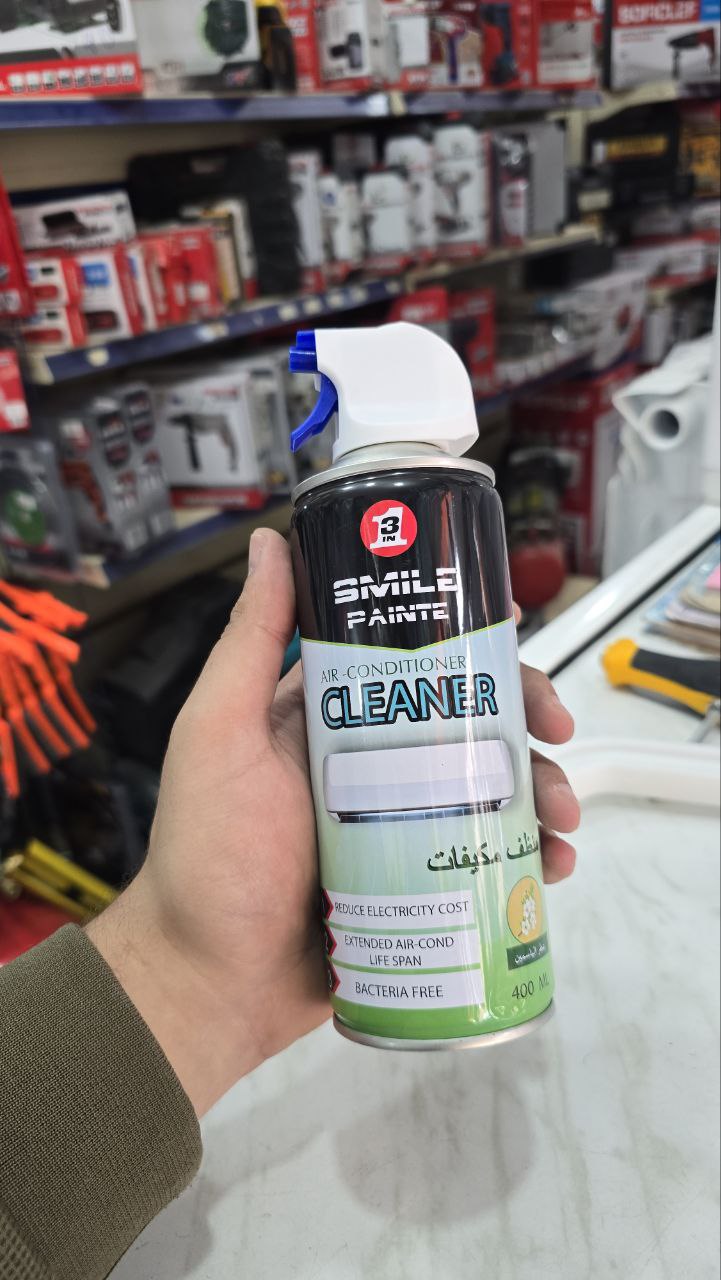 3
IN
1
SMILE
PAINTE
AIR-CONDITIONER
CLEANER
منظف مكيفات
REDUCE ELECTRICITY COST
EXTENDED AIR-COND
LIFE SPAN
BACTERIA FREE
400 ML